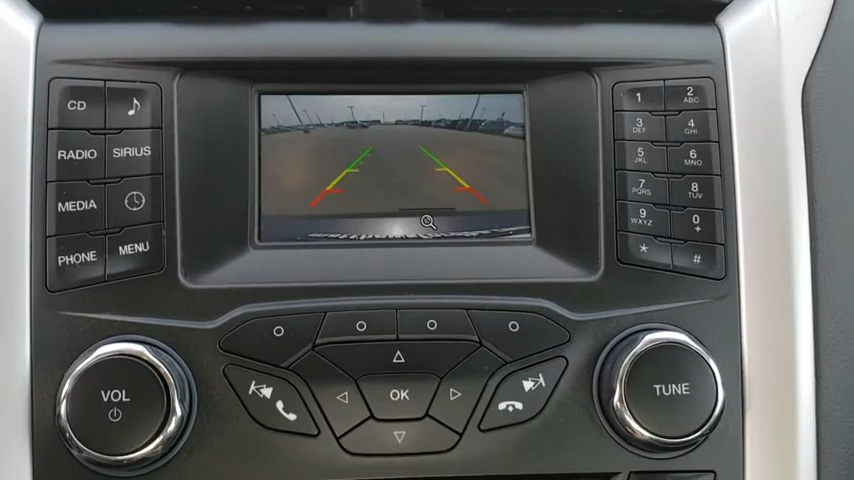 CD
RADIO
SIRIUS
MEDIA
PHONE
MENU
1
2
ABC
3
DEF
4
GHI
5
JKL
6
MNO
7
PQRS
8
TUV
9
WXYZ
0
+
*
#
VOL
OK
TUNE